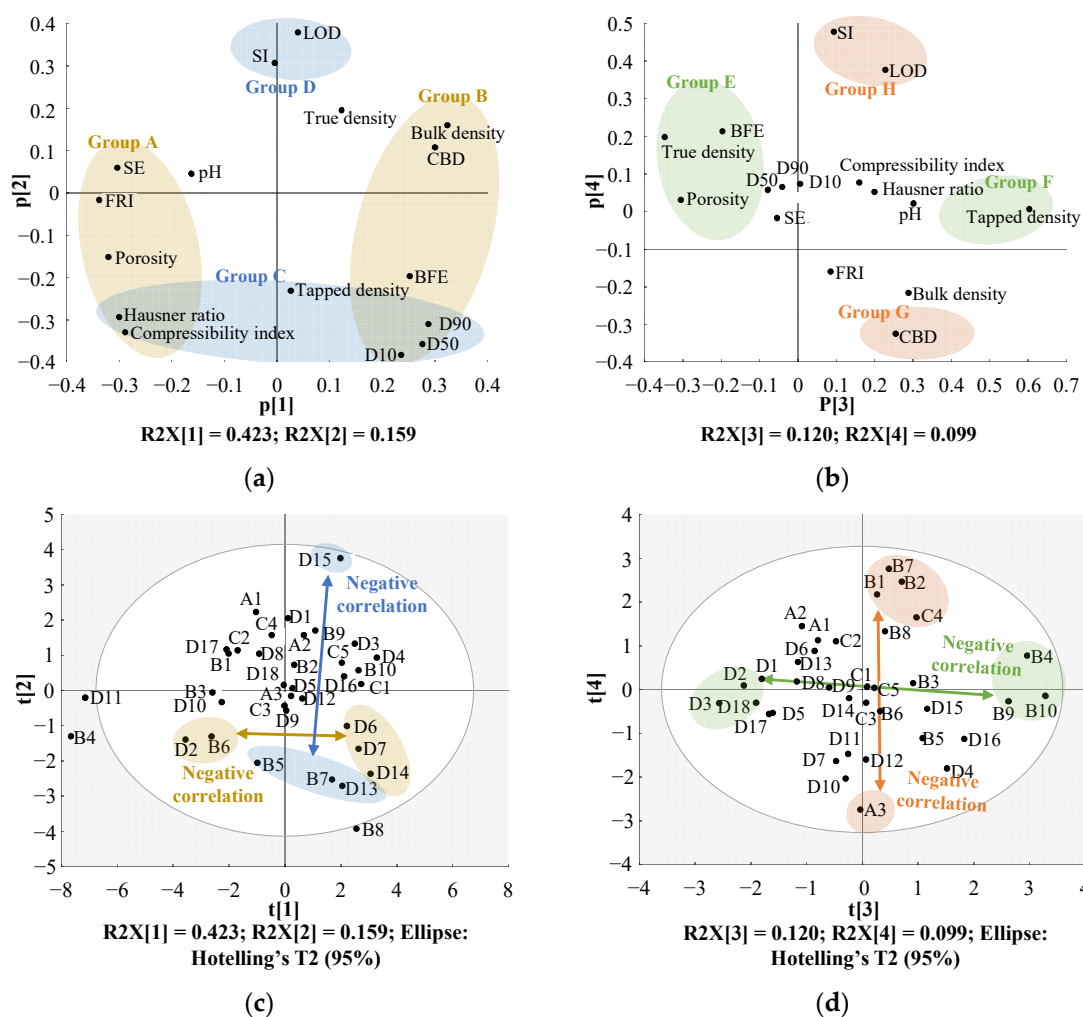 0.4
0.3
0.2
0.1
0
−0.1
−0.2
−0.3
−0.4
p[2]
LOD
SI
Group D
True density
Group B
Bulk density
CBD
Group A
SE
pH
FRI
Porosity
Group C
BFE
Tapped density
Hausner ratio
Compressibility index
D90
D50
D10
−0.4 −0.3 −0.2 −0.1 0 0.1 0.2 0.3 0.4
p[1]
R2X[1] = 0.423; R2X[2] = 0.159
(a)
0.5
0.4
0.3
0.2
0.1
0
−0.1
−0.2
−0.3
−0.4
p[4]
SI
LOD
Group H
Group E
BFE
True density
D90
D50
D10
Compressibility index
Hausner ratio
Group F
Porosity
SE
pH
Tapped density
FRI
Bulk density
Group G
CBD
−0.4 −0.3 −0.2 −0.1 0 0.1 0.2 0.3 0.4 0.5 0.6 0.7
P[3]
R2X[3] = 0.120; R2X[4] = 0.099
(b)
5
4
3
2
1
0
−1
−2
−3
−4
−5
t[2]
D15
Negative
correlation
A1
D1
C4
A2
B9
D17
C2
D3
B1
D8
C5
D4
B2
B10
D18
D16
C1
D11
B3
D5
A3
D12
D10
C3
D9
D6
B4
D2
B6
D7
Negative
correlation
B5
B7
D14
D13
B8
−8 −6 −4 −2 0 2 4 6 8
t[1]
R2X[1] = 0.423; R2X[2] = 0.159; Ellipse:
Hotelling’s T2 (95%)
(c)
4
3
2
1
0
−1
−2
−3
−4
t[4]
B7
B1
B2
C4
A2
A1
C2
B8
D6
D13
Negative
correlation
B4
D1
D2
D8
C1
B3
D9
C5
D3
D18
D14
C3
B6
D15
B9
B10
D17
D5
B5
D16
D11
D7
D12
D4
D10
Negative
correlation
A3
−4 −3 −2 −1 0 1 2 3 4
t[3]
R2X[3] = 0.120; R2X[4] = 0.099; Ellipse:
Hotelling’s T2 (95%)
(d)